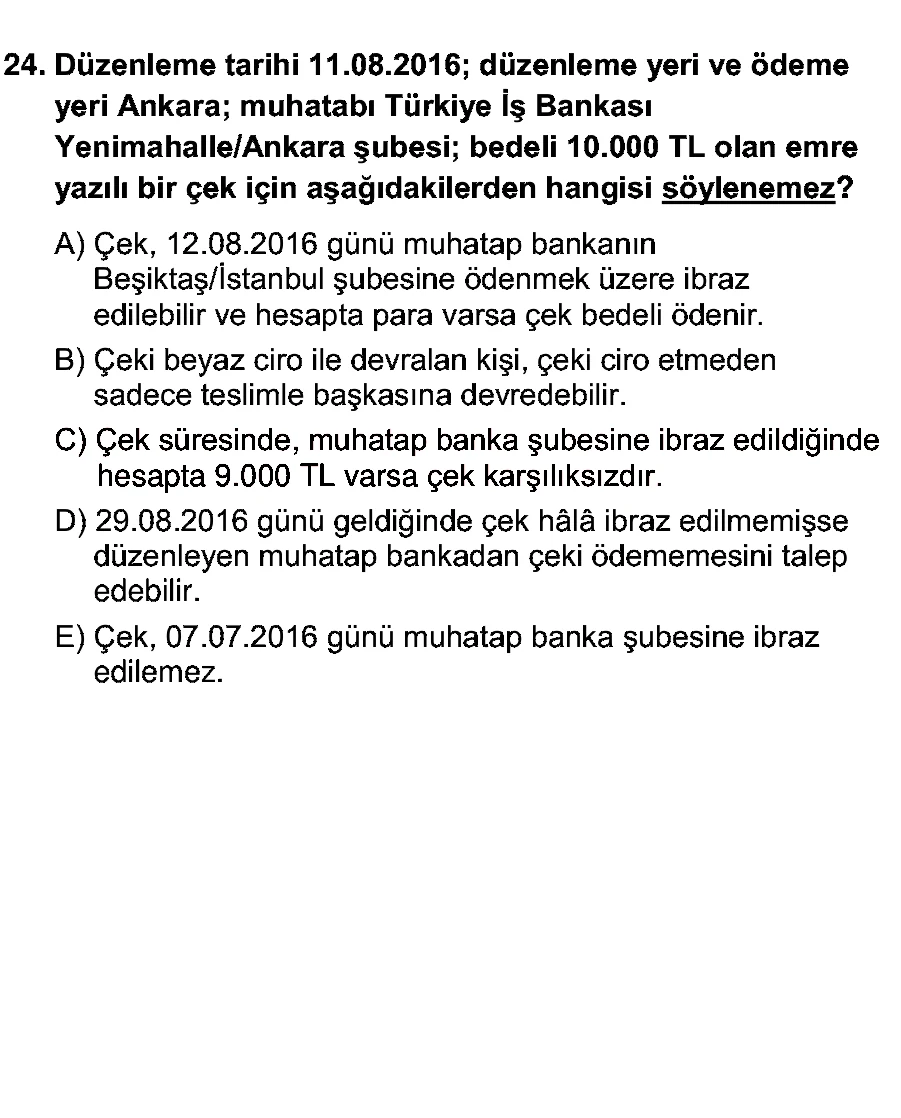 24. Düzenleme tarihi 11.08.2016; düzenleme yeri ve ödeme
yeri Ankara; muhatabı Türkiye İş Bankası
Yenimahalle/Ankara şubesi; bedeli 10.000 TL olan emre
yazılı bir çek için aşağıdakilerden hangisi söylenemez?
A) Çek, 12.08.2016 günü muhatap bankanın
Beşiktaş/İstanbul şubesine ödenmek üzere ibraz
edilebilir ve hesapta para varsa çek bedeli ödenir.
B) Çeki beyaz ciro ile devralan kişi, çeki ciro etmeden
sadece teslimle başkasına devredebilir.
C) Çek süresinde, muhatap banka şubesine ibraz edildiğinde
hesapta 9.000 TL varsa çek karşılıksızdır.
D) 29.08.2016 günü geldiğinde çek hâlâ ibraz edilmemişse
düzenleyen muhatap bankadan çeki ödememesini talep
edebilir.
E) Çek, 07.07.2016 günü muhatap banka şubesine ibraz
edilemez.